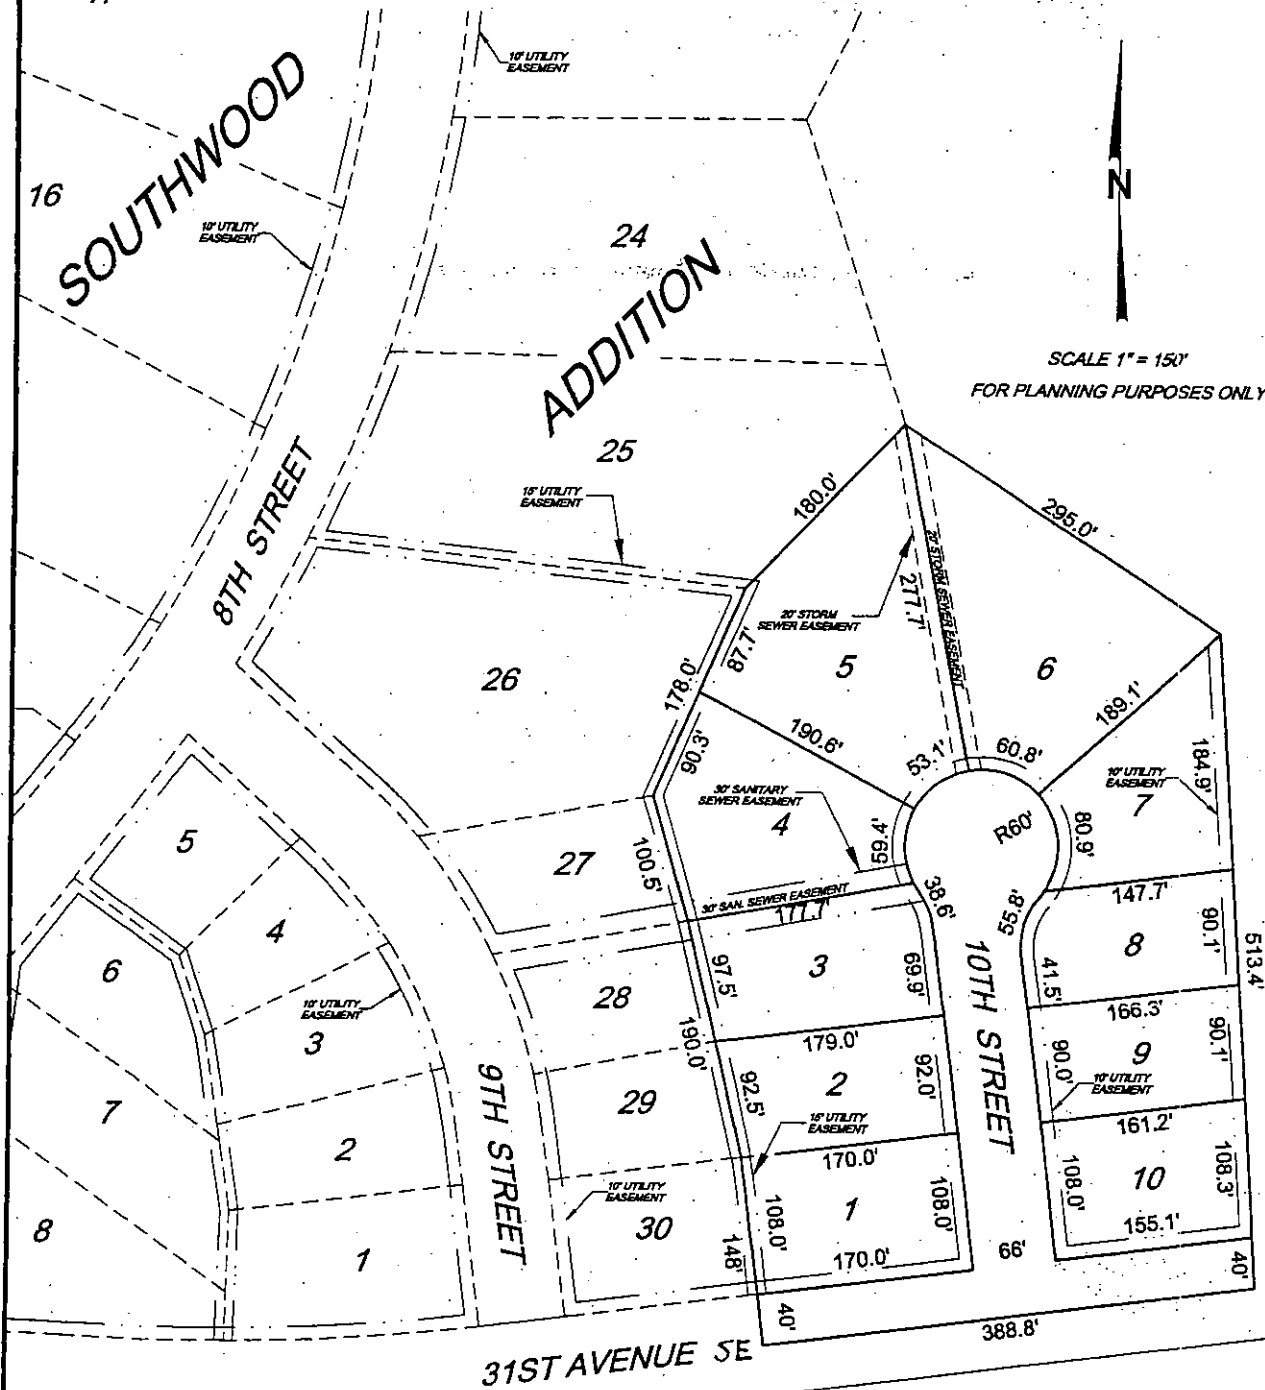 10' UTILITY
EASEMENT
SOUTHWOOD
16
10' UTILITY
EASEMENT
24
N
ADDITION
SCALE 1" = 150'
FOR PLANNING PURPOSES ONLY
25
15' UTILITY
EASEMENT
8TH STREET
180.0'
295.0'
20' STORM SEWER EASEMENT
277.7'
20' STORM
SEWER EASEMENT
87.7'
178.0'
26
5
6
189.1'
190.6'
90.3'
53.1'
60.8'
184.9'
10' UTILITY
EASEMENT
7
30' SANITARY
SEWER EASEMENT
4
59.4'
R60'
80.9'
5
27
100.5'
30' SAN. SEWER EASEMENT
177.7'
38.6'
55.8'
147.7'
90.1'
4
6
3
97.5'
69.9'
10TH STREET
8
41.5'
513.4'
28
10' UTILITY
EASEMENT
3
190.0'
179.0'
166.3'
90.1'
9
90.0'
10' UTILITY
EASEMENT
7
29
92.5'
2
92.0'
15' UTILITY
EASEMENT
161.2'
2
9TH STREET
170.0'
108.0'
10
108.3'
155.1'
10' UTILITY
EASEMENT
8
1
30
148'
108.0'
1
108.0'
170.0'
66'
40'
40'
388.8'
31ST AVENUE SE